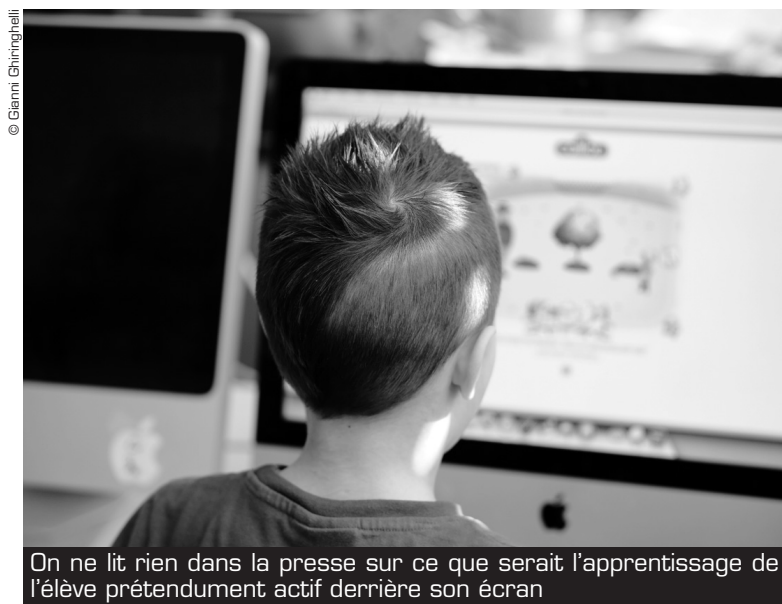 © Gianni Ghiringhelli
On ne lit rien dans la presse sur ce que serait l'apprentissage de
l'élève prétendument actif derrière son écran